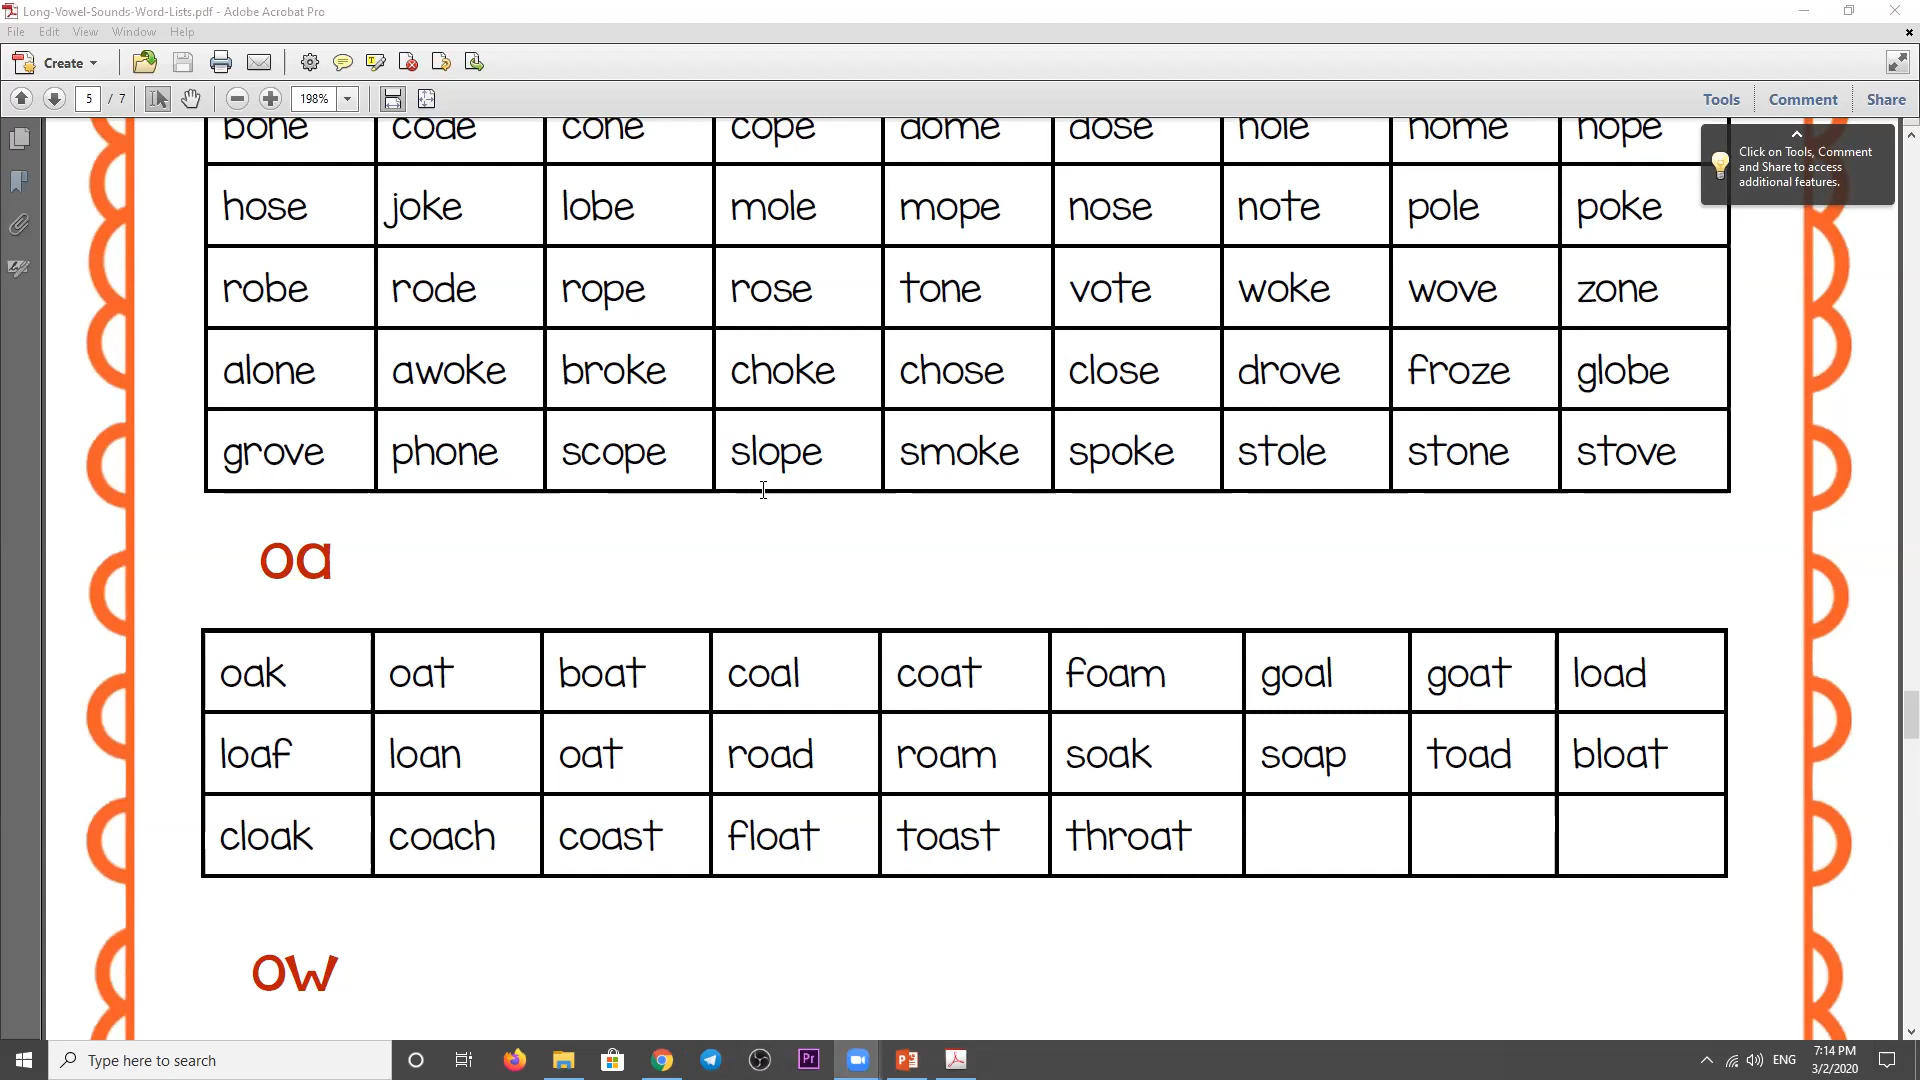 Long-Vowel-Sounds-Word-Lists.pdf - Adobe Acrobat Pro
File Edit View Window Help
Create
5 / 7 198% Tools Comment Share
Click on Tools, Comment
and Share to access
additional features.
bone code cone cope dome dose hole home hope
hose joke lobe mole mope nose note pole poke
robe rode rope rose tone vote woke wove zone
alone awoke broke choke chose close drove froze globe
grove phone scope slope smoke spoke stole stone stove
oa
oak oat boat coal coat foam goal goat load
loaf loan oat road roam soak soap toad bloat
cloak coach coast float toast throat
ow
Type here to search
Pr
ENG
7:14 PM
3/2/2020